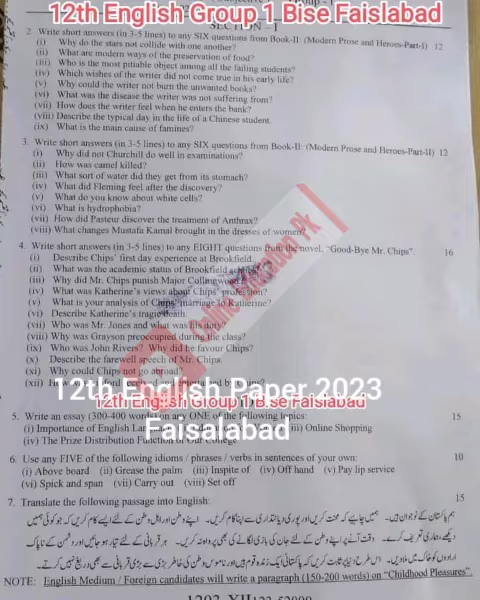 12th English Group 1 Bise Faislabad
SECTION – I
2. Write short answers (in 3-5 lines) to any SIX questions from Book-II (Modern Prose and Heroes-Part-I) 12
(i) Why do the stars not collide with one another?
(ii) What are modern ways of the preservation of food?
(iii) Who is the most pitiable object among all the failing students?
(iv) Which wishes of the writer did not come true in his early life?
(v) Why could the writer not burn the unwanted books?
(vi) What was the disease the writer was not suffering from?
(vii) How does the writer feel when he enters the bank?
(viii) Describe the typical day in the life of a Chinese student.
(ix) What is the main cause of famines?
3. Write short answers (in 3-5 lines) to any SIX questions from Book-II: (Modern Prose and Heroes-Part-II) 12
(i) Why did not Churchill do well in examinations?
(ii) How was camel killed?
(iii) What sort of water did they get from its stomach?
(iv) What did Fleming feel after the discovery?
(v) What do you know about white cells?
(vi) What is hydrophobia?
(vii) How did Pasteur discover the treatment of Anthrax?
(viii) What changes Mustafa Kamal brought in the dresses of women?
4. Write short answers (in 3-5 lines) to any EIGHT questions from the novel, "Good-Bye Mr. Chips". 16
(i) Describe Chips' first day experience at Brookfield.
(ii) What was the academic status of Brookfield school?
(iii) Why did Mr. Chips punish Major Collingwood
(iv) What was Katherine's views about Chips' profession?
(v) What is your analysis of Chips' marriage to Katherine?
(vi) Describe Katherine's tragic death.
(vii) Who was Mr. Jones and what was his duty?
(viii) Why was Grayson preoccupied during the class?
(ix) Who was John Rivers? Why did he favour Chips?
(x) Describe the farewell speech of Mr. Chips.
(xi) Why could Chips not go abroad?
(xii)
12th English Paper 2023
12th English Group 1 Bise Faislabad
Faisalabad
5. Write an essay (300-400 words) on any ONE of the following topics: 15
(i) Importance of English (iii) Online Shopping
(iv) The Prize Distribution Function of Our College
6. Use any FIVE of the following idioms / phrases / verbs in sentences of your own: 10
(i) Above board (ii) Grease the palm (iii) Inspite of (iv) Off hand (v) Pay lip service
(vi) Spick and span (vii) Carry out (viii) Set off
7. Translate the following passage into English: 15
ہم پاکستان کے نوجوان ہیں۔ ہمیں چاہیے کہ محنت کریں اور پوری دیانتداری سے اپنا کام کریں۔ اپنے وطن اور اہل وطن کے لئے ایسے کام کریں کہ جو کوئی ہمیں
دیکھے ہماری تعریف کرے۔ وقت آنے پر اپنے وطن کے لئے جان کی بازی لگانے کی بھی پرواہ نہ کریں۔ ہر قربانی کے لئے تیار ہو جائیں اور دشمن کے ناپاک
ارادوں کو خاک میں ملا دیں۔ اس طرح دنیا پر ثابت کریں کہ پاکستانی ایک زندہ قوم ہیں اور ناموس وطن کی خاطر بڑی سے بڑی قربانی سے بھی دریغ نہیں کرتے۔
NOTE: English Medium / Foreign candidates will write a paragraph (150-200 words) on "Childhood Pleasures".